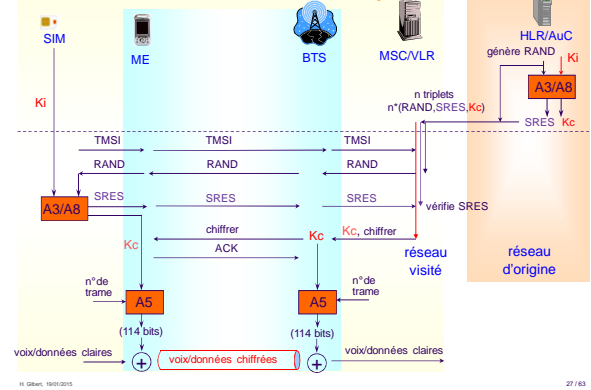 SIM
ME
BTS
MSC/VLR
HLR/AuC
génère RAND
Ki
A3/A8
n triplets
n*(RAND,SRES,Kc)
SRES Kc
Ki
TMSI TMSI TMSI
RAND RAND RAND
SRES SRES SRES
A3/A8
vérifie SRES
chiffrer
Kc, chiffrer
Kc
Kc
ACK
réseau
visité
réseau
d'origine
n°de
trame
n°de
trame
A5
A5
(114 bits)
(114 bits)
voix/données claires
voix/données chiffrées
voix/données claires
+
+
H. Gilbert, 19/01/2015
27 / 63